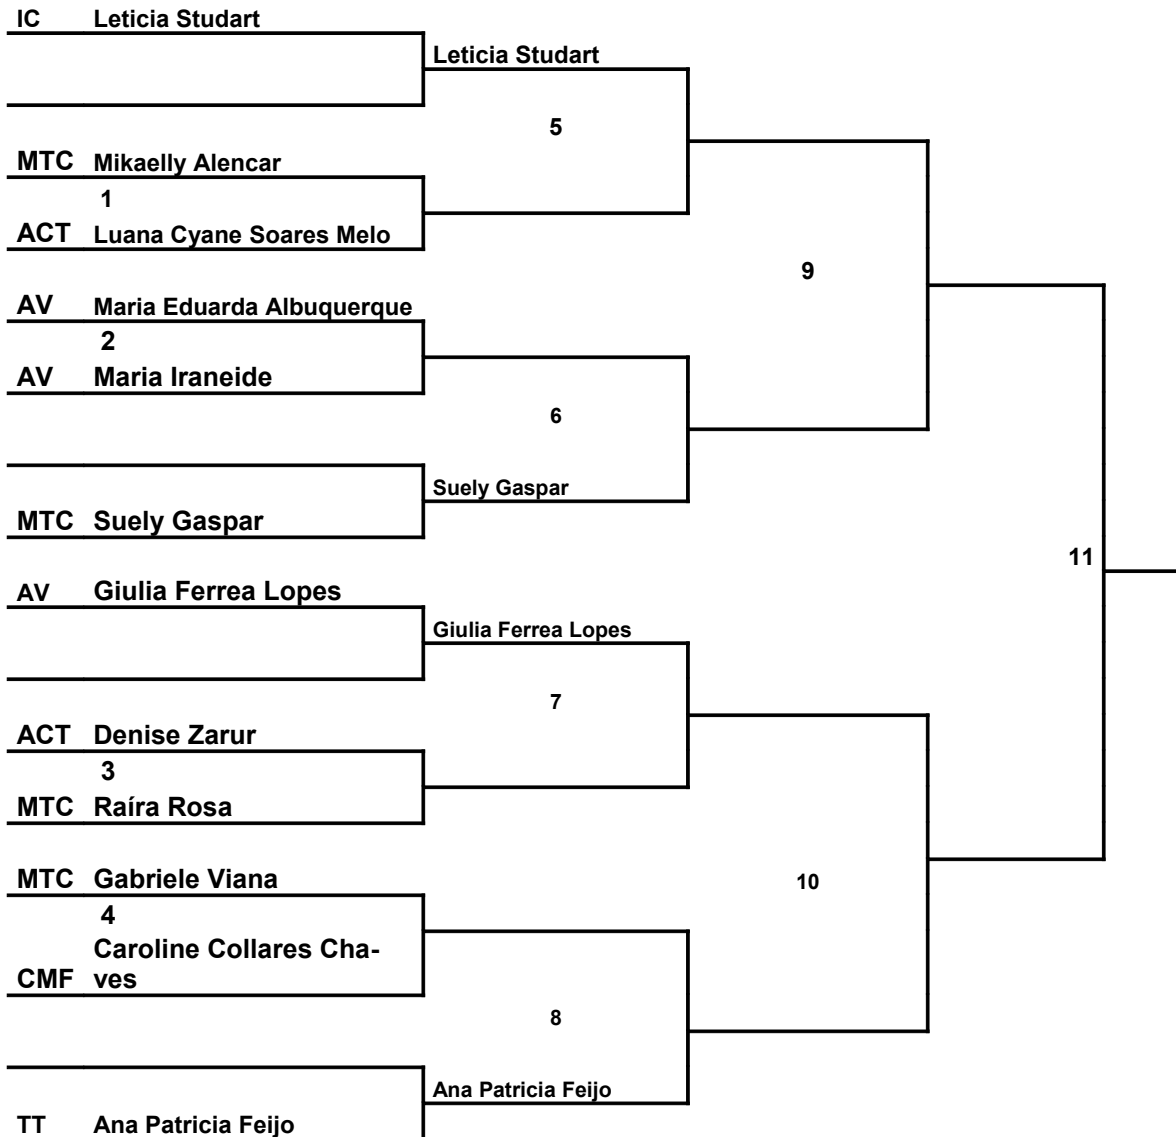 IC Leticia Studart
Leticia Studart
5
MTC Mikaelly Alencar
1
ACT Luana Cyane Soares Melo
9
AV Maria Eduarda Albuquerque
2
AV Maria Iraneide
6
Suely Gaspar
MTC Suely Gaspar
11
AV Giulia Ferrea Lopes
Giulia Ferrea Lopes
7
ACT Denise Zarur
3
MTC Raíra Rosa
MTC Gabriele Viana
10
4
Caroline Collares Cha-
CMF ves
8
Ana Patricia Feijo
TT Ana Patricia Feijo